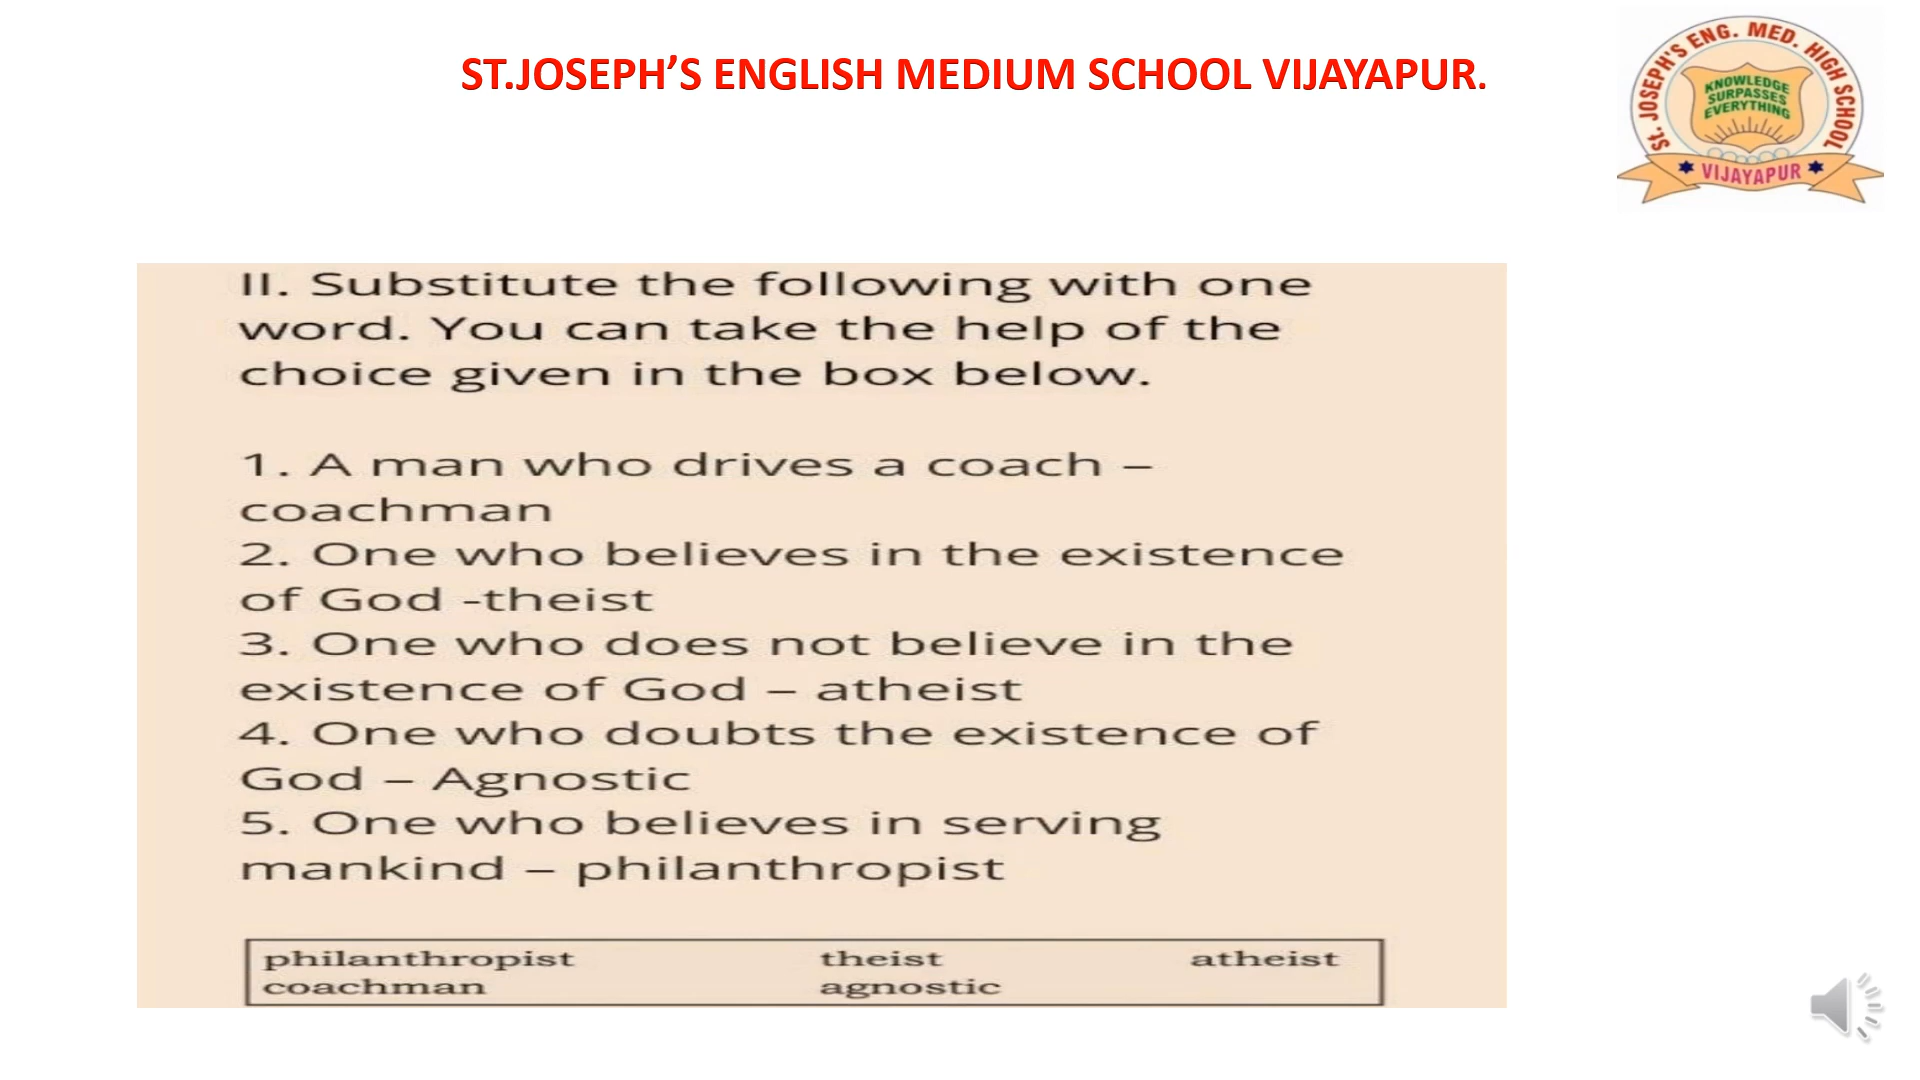 ST.JOSEPH’S ENGLISH MEDIUM SCHOOL VIJAYAPUR.
St. JOSEPH'S ENG. MED. HIGH SCHOOL
KNOWLEDGE
SURPASSES
EVERYTHING
VIJAYAPUR
II. Substitute the following with one
word. You can take the help of the
choice given in the box below.
1. A man who drives a coach –
coachman
2. One who believes in the existence
of God -theist
3. One who does not believe in the
existence of God – atheist
4. One who doubts the existence of
God – Agnostic
5. One who believes in serving
mankind – philanthropist
philanthropist theist atheist
coachman agnostic